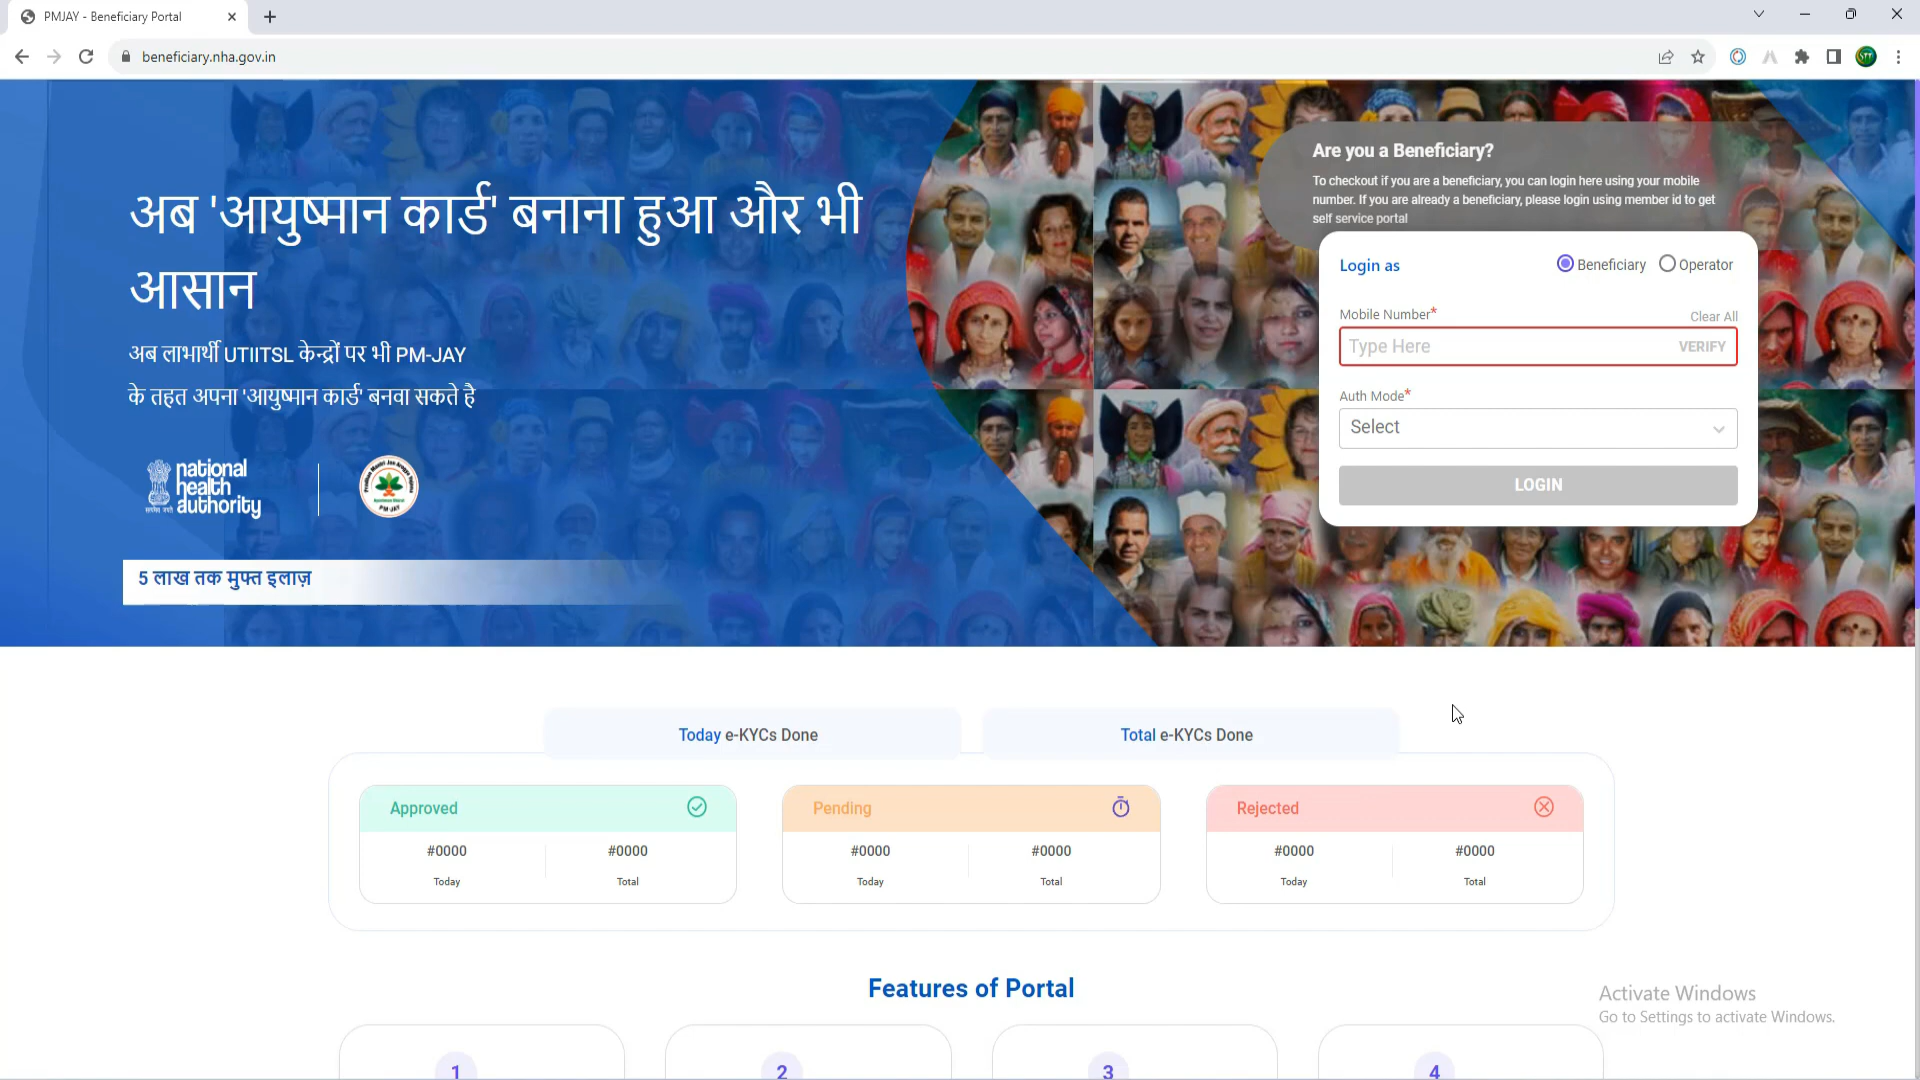 PMJAY - Beneficiary Portal
beneficiary.nha.gov.in
अब 'आयुष्मान कार्ड' बनाना हुआ और भी
आसान
अब लाभार्थी UTIITSL केन्द्रों पर भी PM-JAY
के तहत अपना 'आयुष्मान कार्ड' बनवा सकते है
national
health
authority
सत्यमेव जयते
PM-JAY
5 लाख तक मुफ्त इलाज़
Are you a Beneficiary?
To checkout if you are a beneficiary, you can login here using your mobile
number. If you are already a beneficiary, please login using member id to get
self service portal
Login as
Beneficiary
Operator
Mobile Number*
Clear All
Type Here
VERIFY
Auth Mode*
Select
LOGIN
Today e-KYCs Done
Total e-KYCs Done
Approved
#0000
#0000
Today
Total
Pending
#0000
#0000
Today
Total
Rejected
#0000
#0000
Today
Total
Features of Portal
1
2
3
4
Activate Windows
Go to Settings to activate Windows.